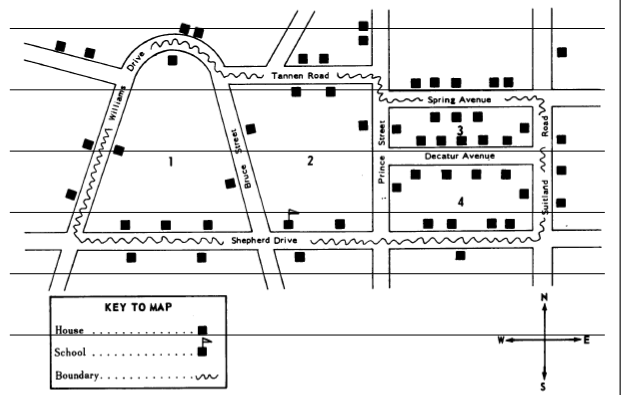 Williams Drive
Tannen Road
Spring Avenue
Street
Road
3
Decatur Avenue
1
2
Bruce Street
Prince
4
Suitland
Shepherd Drive
KEY TO MAP
House . . . . . . . . . . . . . .
School . . . . . . . . . . . . .
Boundary. . . . . . . . . . . .
N
W
E
S